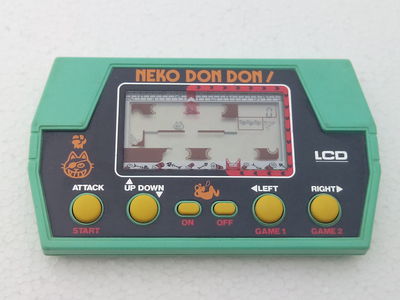 NEKO DON DON!
LCD
ATTACK
UP DOWN
◀LEFT
RIGHT▶
START
ON
OFF
GAME 1
GAME 2